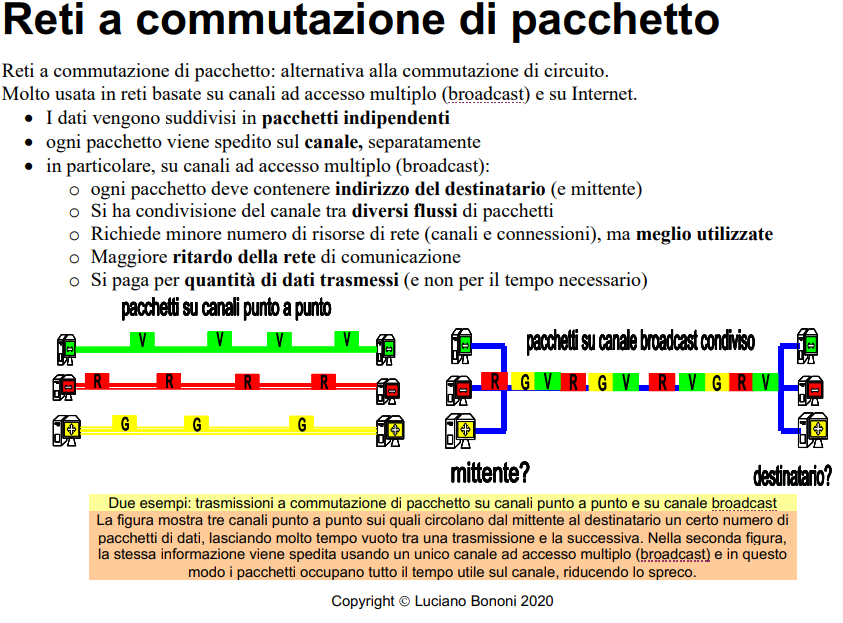 Reti a commutazione di pacchetto
Reti a commutazione di pacchetto: alternativa alla commutazione di circuito.
Molto usata in reti basate su canali ad accesso multiplo (broadcast) e su Internet.
• I dati vengono suddivisi in pacchetti indipendenti
• ogni pacchetto viene spedito sul canale, separatamente
• in particolare, su canali ad accesso multiplo (broadcast):
o ogni pacchetto deve contenere indirizzo del destinatario (e mittente)
o Si ha condivisione del canale tra diversi flussi di pacchetti
o Richiede minore numero di risorse di rete (canali e connessioni), ma meglio utilizzate
o Maggiore ritardo della rete di comunicazione
o Si paga per quantità di dati trasmessi (e non per il tempo necessario)
pacchetti su canali punto a punto
V V V V
R R R R
G G G
pacchetti su canale broadcast condiviso
R G V R G V R V G R V
mittente?
destinatario?
Due esempi: trasmissioni a commutazione di pacchetto su canali punto a punto e su canale broadcast
La figura mostra tre canali punto a punto sui quali circolano dal mittente al destinatario un certo numero di
pacchetti di dati, lasciando molto tempo vuoto tra una trasmissione e la successiva. Nella seconda figura,
la stessa informazione viene spedita usando un unico canale ad accesso multiplo (broadcast) e in questo
modo i pacchetti occupano tutto il tempo utile sul canale, riducendo lo spreco.
Copyright © Luciano Bononi 2020